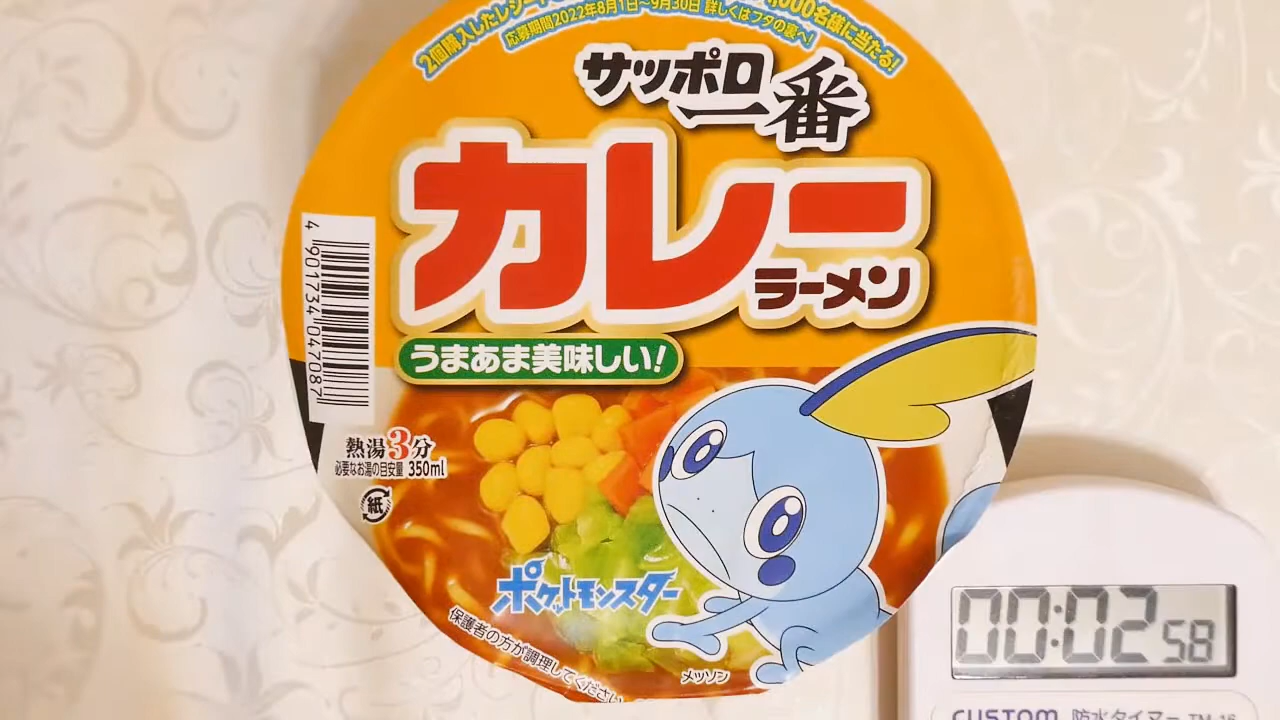 2個購入したレシート
,000名様に当たる!
応募期間2022年8月1日〜9月30日 詳しくはフタの裏へ!
サッポロ一番
カレー
ラーメン
うまあま美味しい!
4 901734 047087
熱湯3分
必要なお湯の目安量 350ml
紙
ポケットモンスター
保護者の方が調理してください
メッソン
00:02 58
CUSTOM 防水タイマー